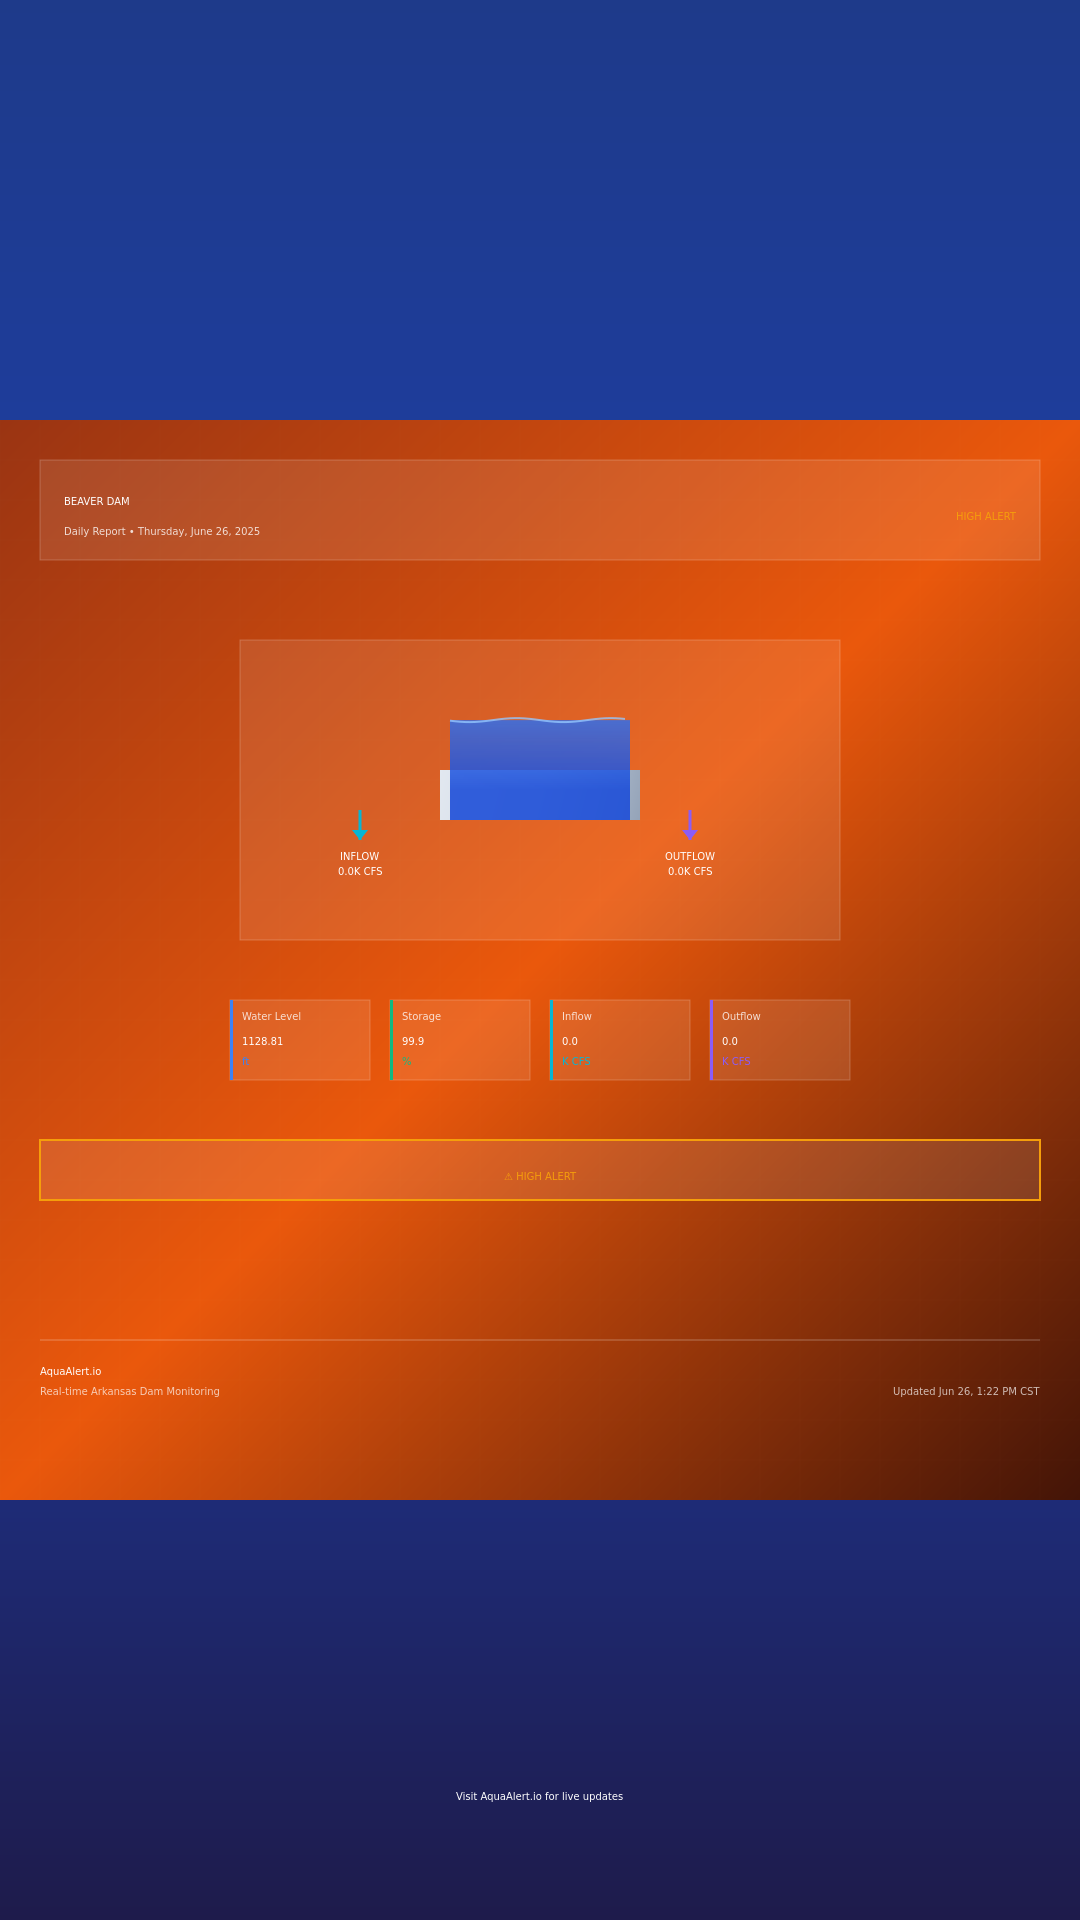 BEAVER DAM
Daily Report • Thursday, June 26, 2025
HIGH ALERT
INFLOW
0.0K CFS
OUTFLOW
0.0K CFS
Water Level
1128.81
ft
Storage
99.9
%
Inflow
0.0
K CFS
Outflow
0.0
K CFS
⚠ HIGH ALERT
AquaAlert.io
Real-time Arkansas Dam Monitoring
Updated Jun 26, 1:22 PM CST
Visit AquaAlert.io for live updates